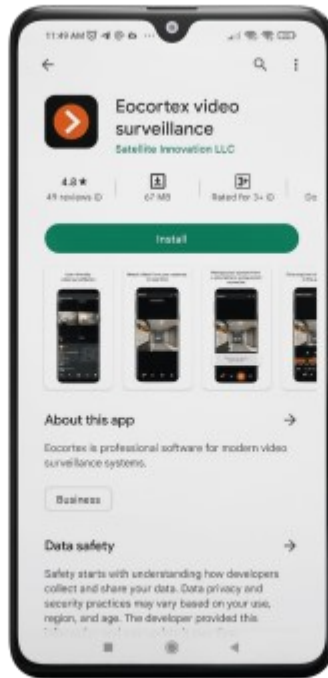 11:49 AM
Eocortex video
surveillance
Satellite Innovation LLC
4.8★
49 reviews
67 MB
3+
Rated for 3+
Do
Install
About this app
Eocortex is professional software for modern video
surveillance systems.
Business
Data safety
Safety starts with understanding how developers
collect and share your data. Data privacy and
security practices may vary based on your use,
region, and age. The developer provided this